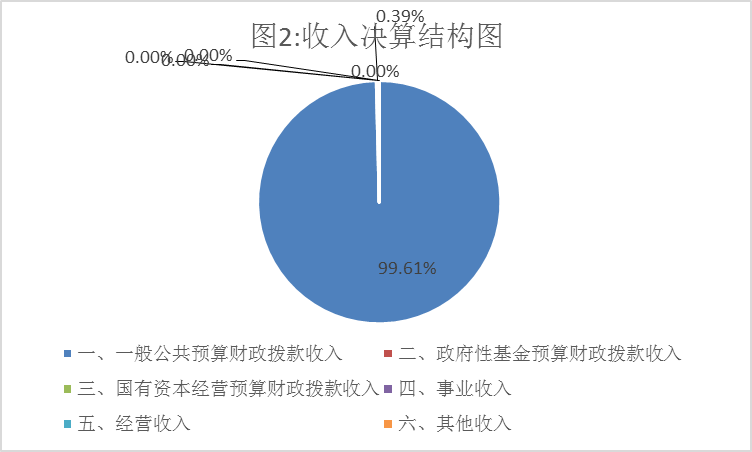 0.39%
图2:收入决算结构图
0.00%
0.00%
0.00%
0.00%
99.61%
一、一般公共预算财政拨款收入
二、政府性基金预算财政拨款收入
三、国有资本经营预算财政拨款收入
四、事业收入
五、经营收入
六、其他收入